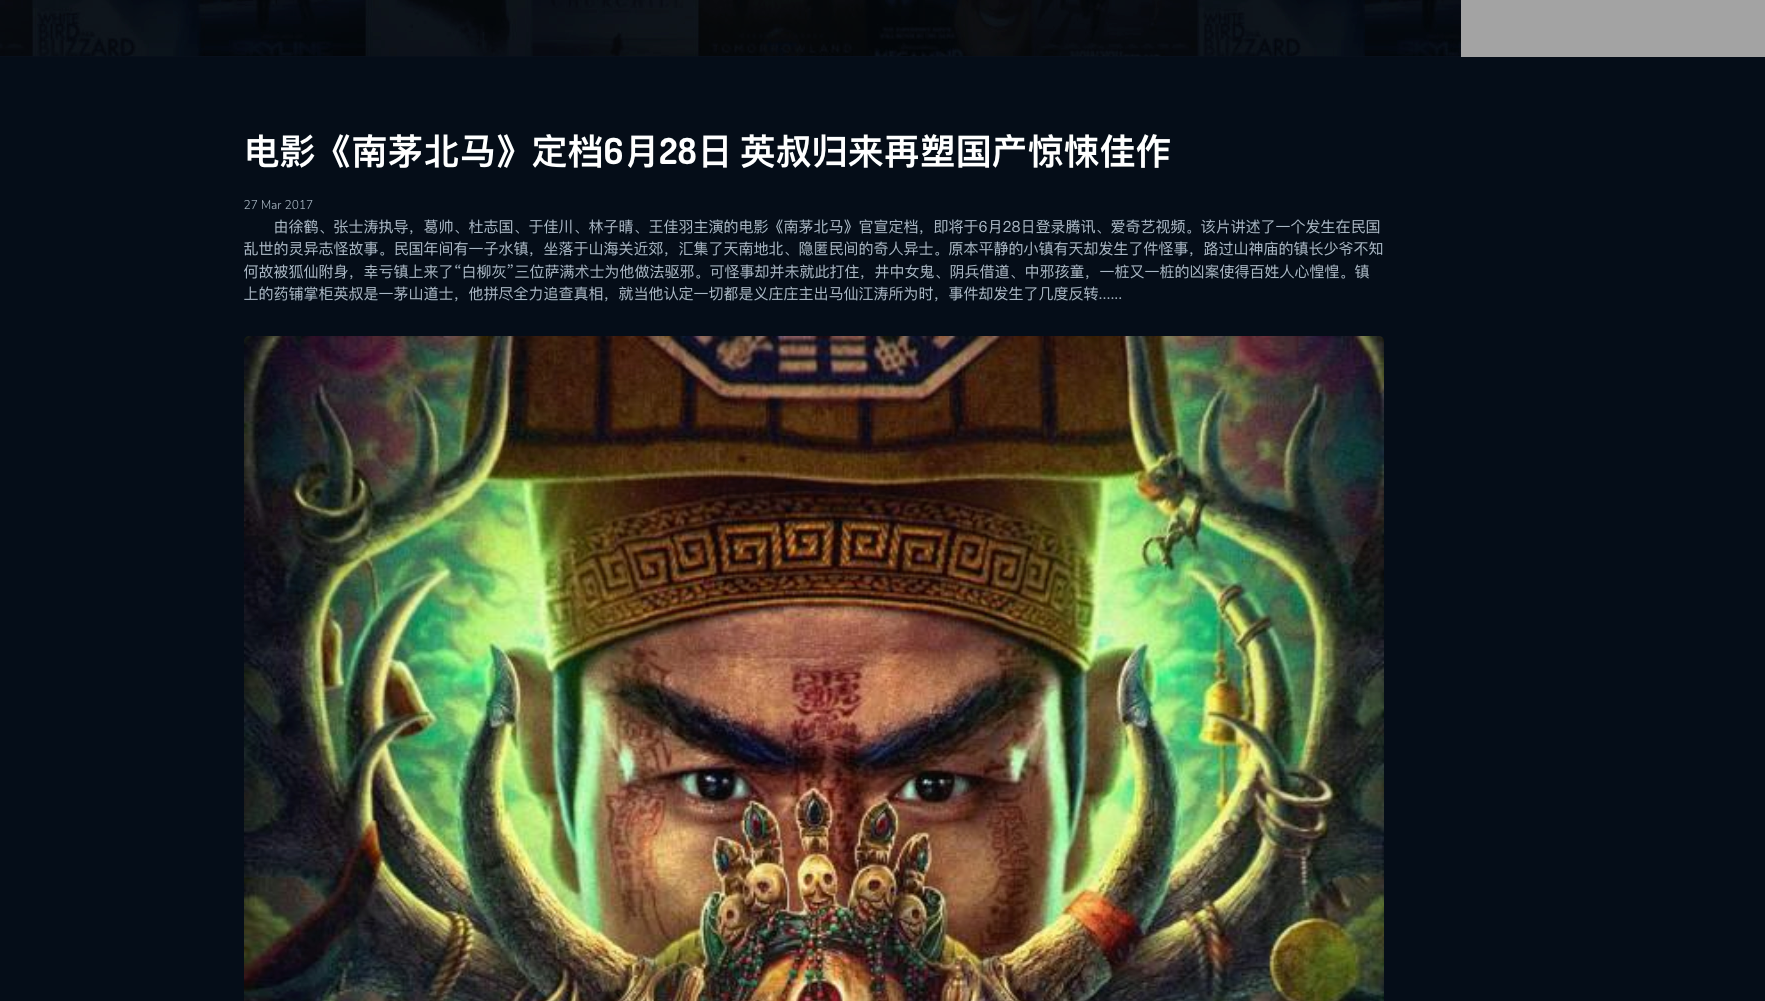 CHURCHILL
WHITE
BIRD
BLIZZARD
SKYLINE
TOMORROWLAND
WHITE
BIRD
BLIZZARD
电影《南茅北马》定档6月28日 英叔归来再塑国产惊悚佳作
27 Mar 2017
由徐鹤、张士涛执导，葛帅、杜志国、于佳川、林子晴、王佳羽主演的电影《南茅北马》官宣定档，即将于6月28日登录腾讯、爱奇艺视频。该片讲述了一个发生在民国
乱世的灵异志怪故事。民国年间有一子水镇，坐落于山海关近郊，汇集了天南地北、隐匿民间的奇人异士。原本平静的小镇有天却发生了件怪事，路过山神庙的镇长少爷不知
何故被狐仙附身，幸亏镇上来了“白柳灰”三位萨满术士为他做法驱邪。可怪事却并未就此打住，井中女鬼、阴兵借道、中邪孩童，一桩又一桩的凶案使得百姓人心惶惶。镇
上的药铺掌柜英叔是一茅山道士，他拼尽全力追查真相，就当他认定一切都是义庄庄主出马仙江涛所为时，事件却发生了几度反转......